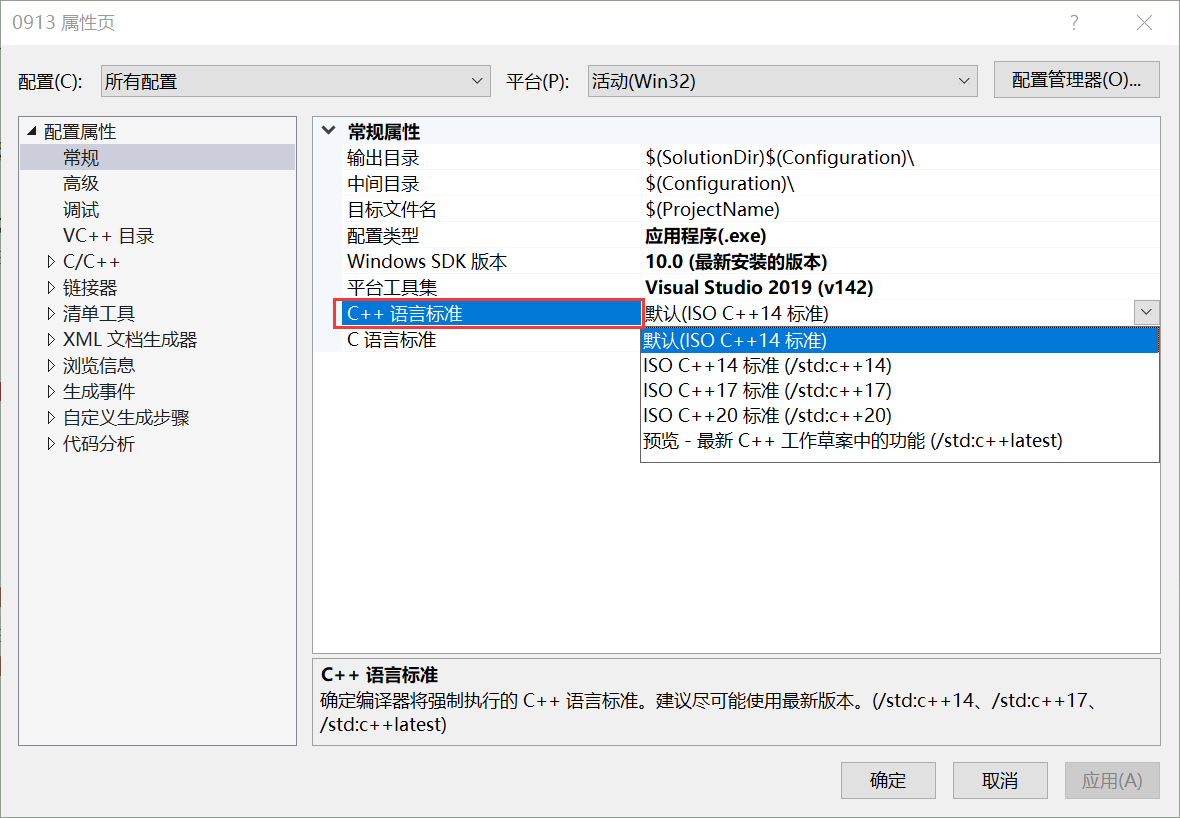 0913 属性页
?
配置(C): 所有配置 平台(P): 活动(Win32) 配置管理器(O)...
配置属性
常规
高级
调试
VC++ 目录
C/C++
链接器
清单工具
XML 文档生成器
浏览信息
生成事件
自定义生成步骤
代码分析
常规属性
输出目录 $(SolutionDir)$(Configuration)\
中间目录 $(Configuration)\
目标文件名 $(ProjectName)
配置类型 应用程序(.exe)
Windows SDK 版本 10.0 (最新安装的版本)
平台工具集 Visual Studio 2019 (v142)
C++ 语言标准 默认(ISO C++14 标准)
C 语言标准
默认(ISO C++14 标准)
ISO C++14 标准 (/std:c++14)
ISO C++17 标准 (/std:c++17)
ISO C++20 标准 (/std:c++20)
预览 - 最新 C++ 工作草案中的功能 (/std:c++latest)
C++ 语言标准
确定编译器将强制执行的 C++ 语言标准。建议尽可能使用最新版本。(/std:c++14、/std:c++17、
/std:c++latest)
确定 取消 应用(A)